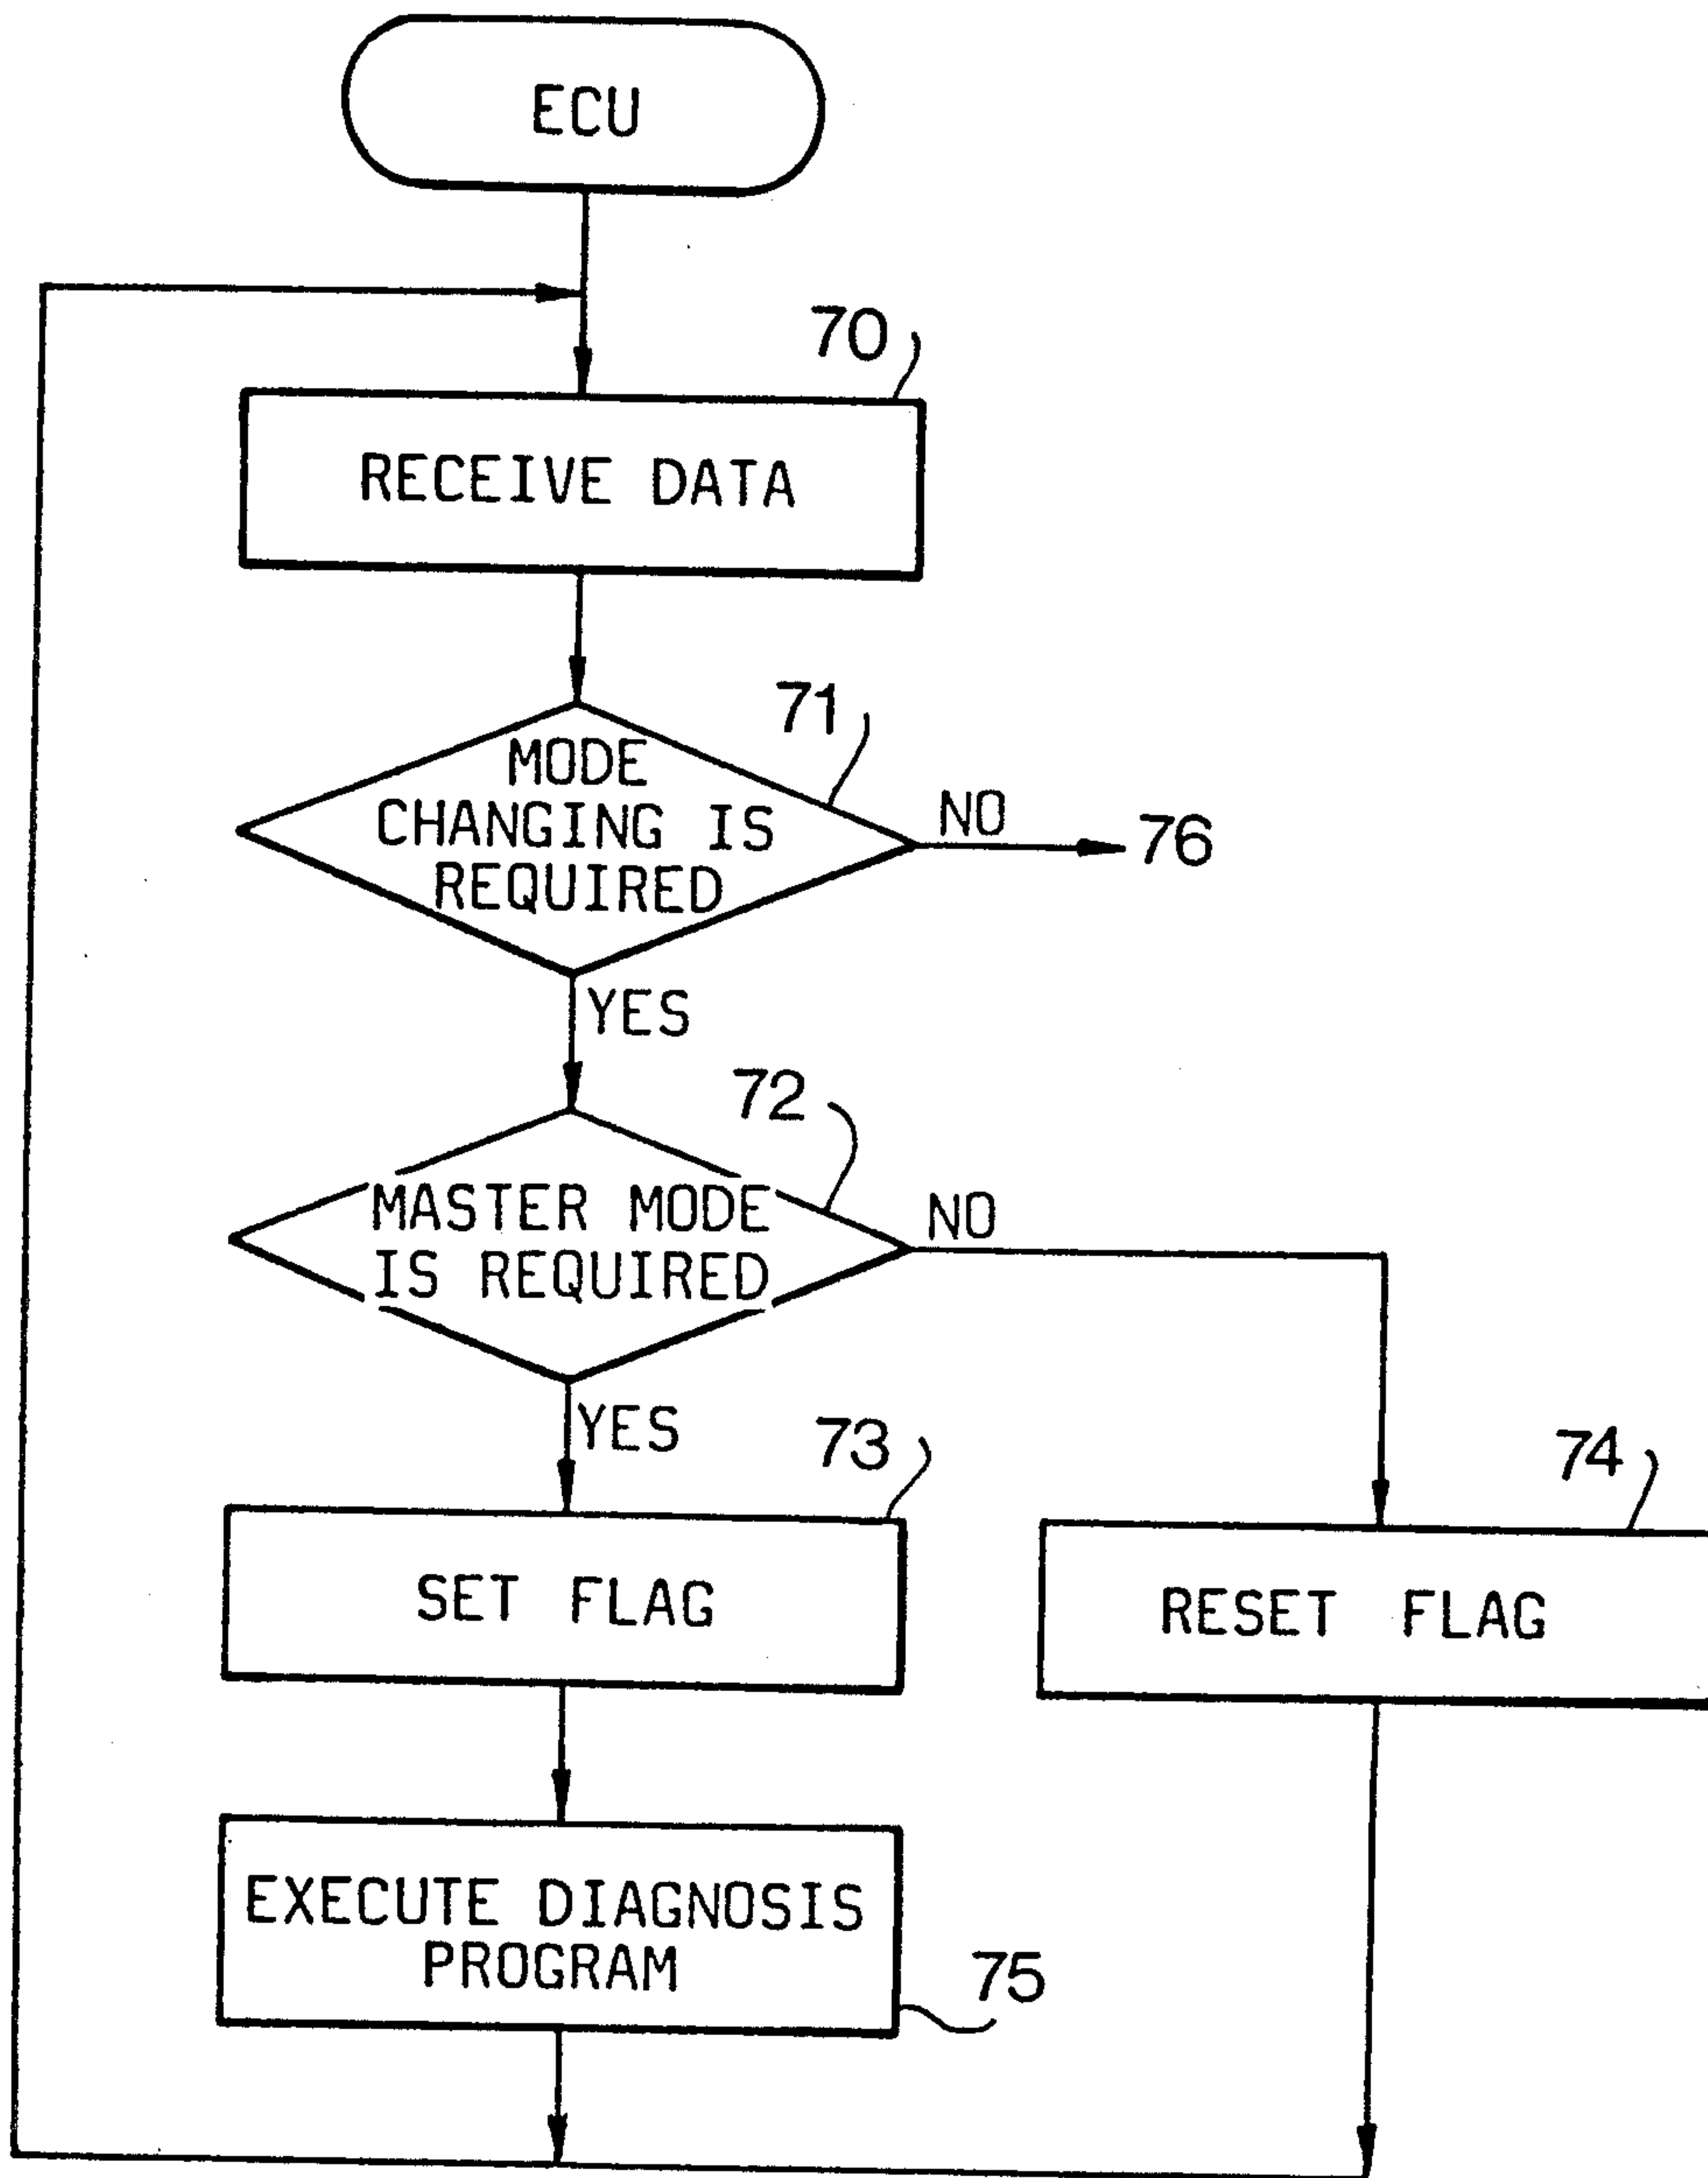 ECU
70
RECEIVE DATA
71
MODE
CHANGING IS
REQUIRED
NO
76
YES
72
MASTER MODE
IS REQUIRED
NO
YES
73
74
SET FLAG
RESET FLAG
EXECUTE DIAGNOSIS
PROGRAM
75